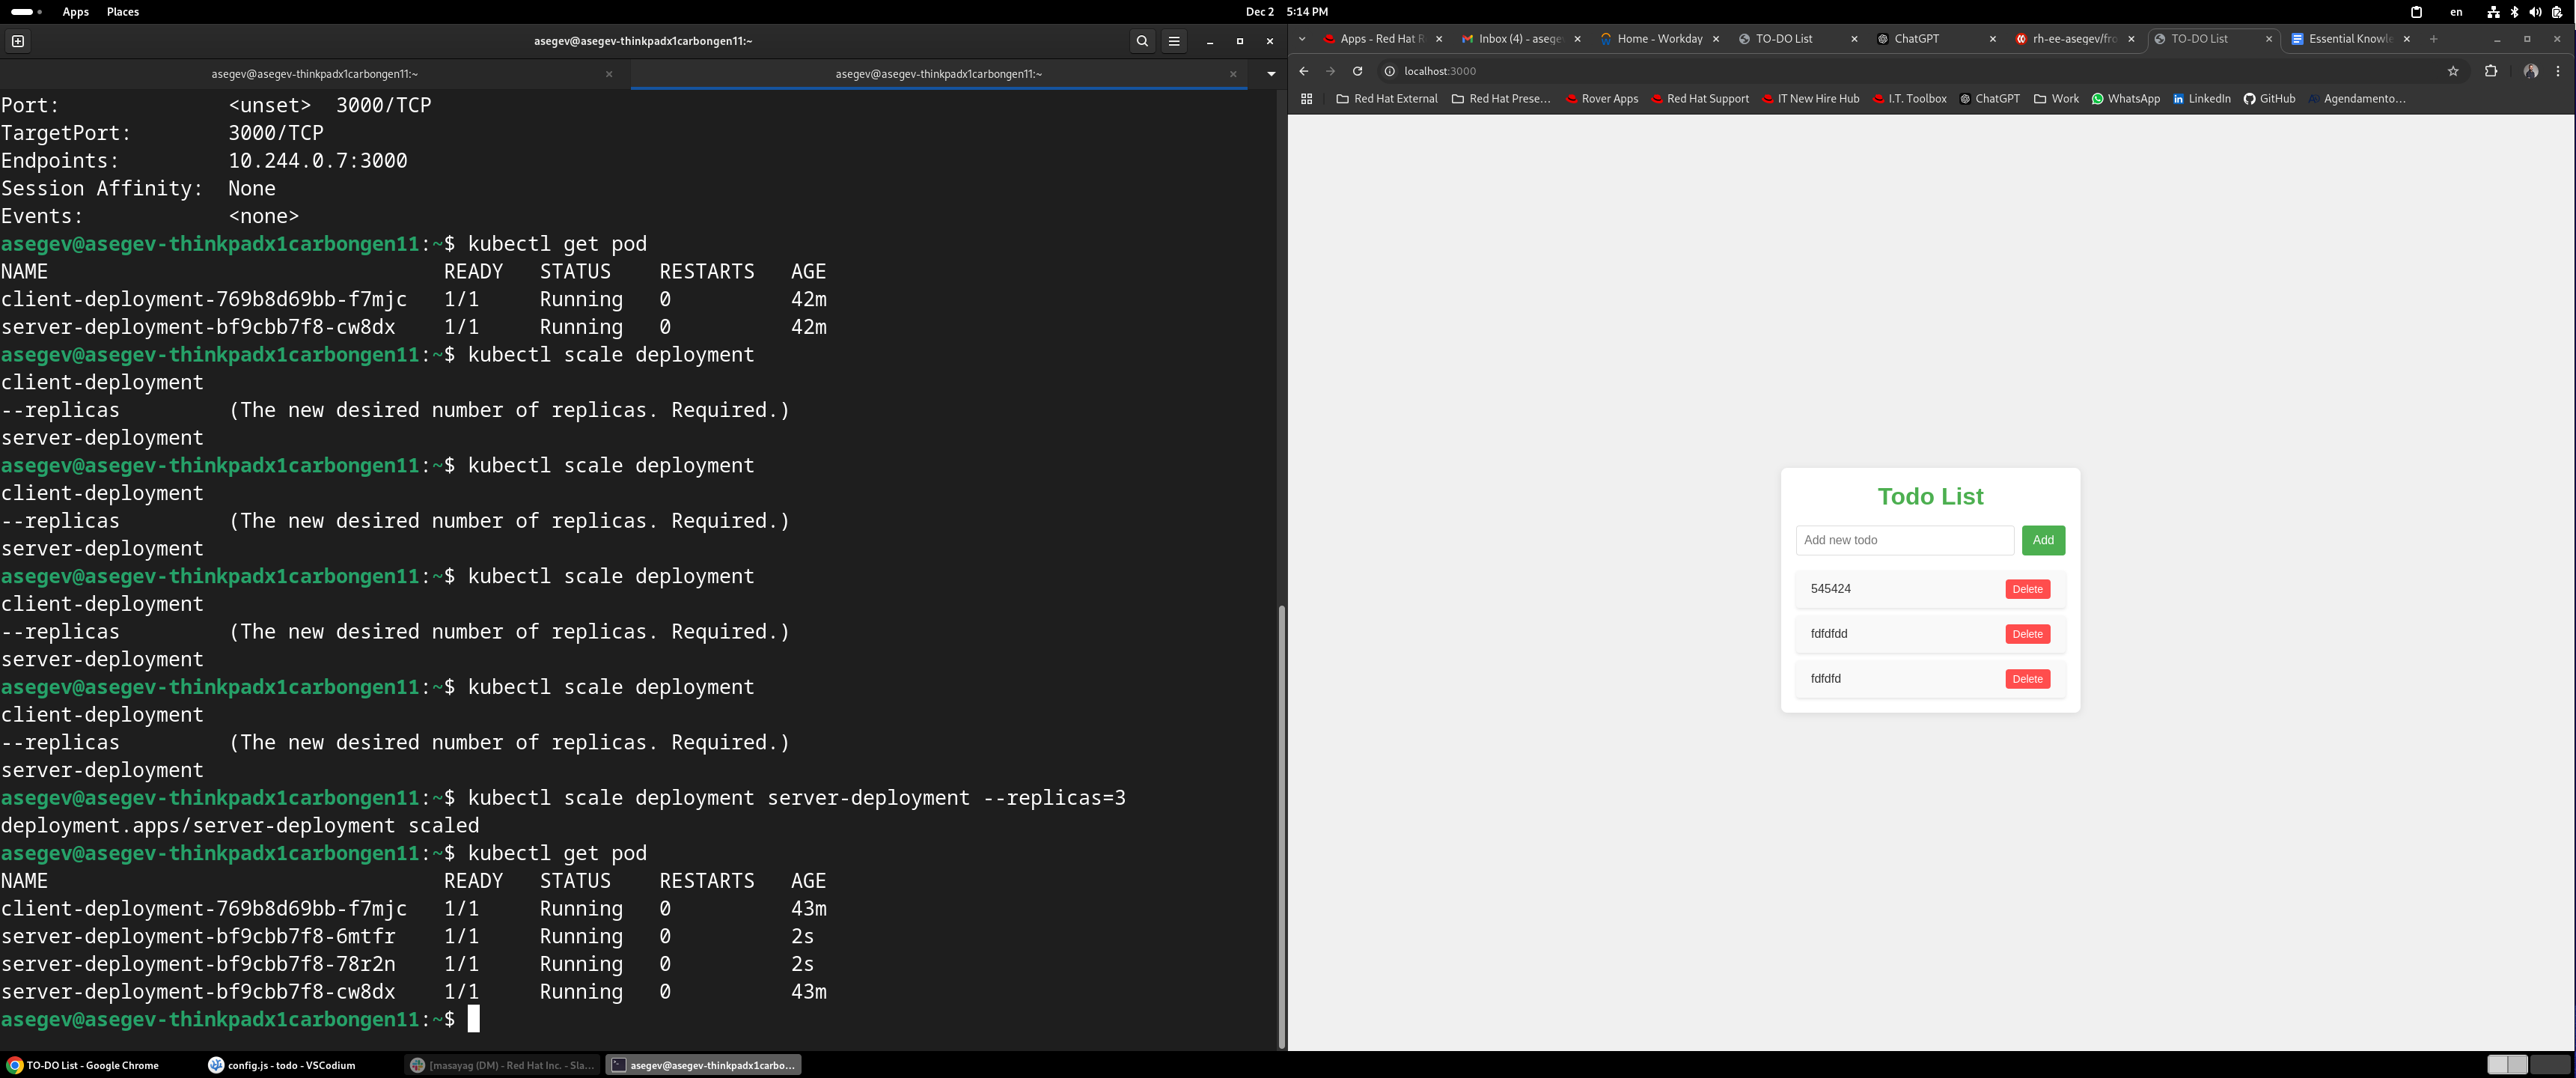 Apps Places
Dec 2 5:14 PM
en
asegev@asegev-thinkpadx1carbongen11:~
asegev@asegev-thinkpadx1carbongen11:~
asegev@asegev-thinkpadx1carbongen11:~
Port: <unset> 3000/TCP
TargetPort: 3000/TCP
Endpoints: 10.244.0.7:3000
Session Affinity: None
Events: <none>
asegev@asegev-thinkpadx1carbongen11:~$ kubectl get pod
NAME READY STATUS RESTARTS AGE
client-deployment-769b8d69bb-f7mjc 1/1 Running 0 42m
server-deployment-bf9cbb7f8-cw8dx 1/1 Running 0 42m
asegev@asegev-thinkpadx1carbongen11:~$ kubectl scale deployment
client-deployment
--replicas (The new desired number of replicas. Required.)
server-deployment
asegev@asegev-thinkpadx1carbongen11:~$ kubectl scale deployment
client-deployment
--replicas (The new desired number of replicas. Required.)
server-deployment
asegev@asegev-thinkpadx1carbongen11:~$ kubectl scale deployment
client-deployment
--replicas (The new desired number of replicas. Required.)
server-deployment
asegev@asegev-thinkpadx1carbongen11:~$ kubectl scale deployment
client-deployment
--replicas (The new desired number of replicas. Required.)
server-deployment
asegev@asegev-thinkpadx1carbongen11:~$ kubectl scale deployment server-deployment --replicas=3
deployment.apps/server-deployment scaled
asegev@asegev-thinkpadx1carbongen11:~$ kubectl get pod
NAME READY STATUS RESTARTS AGE
client-deployment-769b8d69bb-f7mjc 1/1 Running 0 43m
server-deployment-bf9cbb7f8-6mtfr 1/1 Running 0 2s
server-deployment-bf9cbb7f8-78r2n 1/1 Running 0 2s
server-deployment-bf9cbb7f8-cw8dx 1/1 Running 0 43m
asegev@asegev-thinkpadx1carbongen11:~$
Apps - Red Hat R
Inbox (4) - asege
Home - Workday
TO-DO List
ChatGPT
rh-ee-asegev/fro
TO-DO List
Essential Knowle
localhost:3000
Red Hat External
Red Hat Prese...
Rover Apps
Red Hat Support
IT New Hire Hub
I.T. Toolbox
ChatGPT
Work
WhatsApp
LinkedIn
GitHub
Agendamento...
Todo List
Add new todo
Add
545424 Delete
fdfdfdd Delete
fdfdfd Delete
TO-DO List - Google Chrome
config.js - todo - VSCodium
[masayag (DM) - Red Hat Inc. - Sla...
asegev@asegev-thinkpadx1carbo...